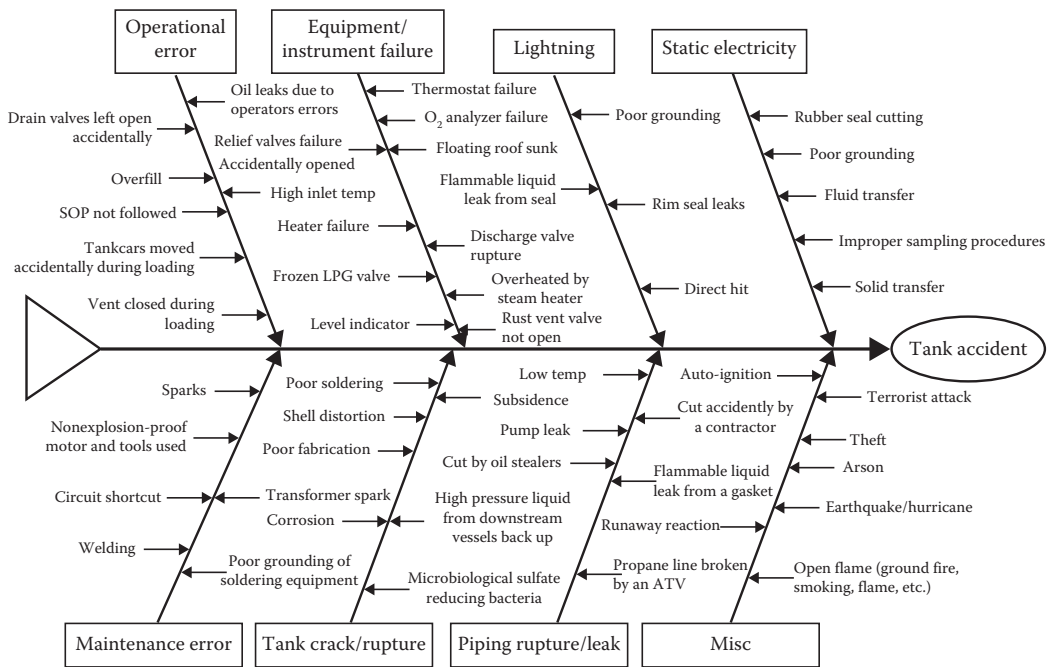 Operational
error
Equipment/
instrument failure
Lightning
Static electricity
Oil leaks due to
operators errors
Drain valves left open
accidentally
Overfill
High inlet temp
SOP not followed
Tankcars moved
accidentally during loading
Vent closed during
loading
Thermostat failure
O₂ analyzer failure
Relief valves failure
Accidentally opened
Floating roof sunk
Heater failure
Discharge valve
rupture
Frozen LPG valve
Overheated by
steam heater
Level indicator
Rust vent valve
not open
Poor grounding
Flammable liquid
leak from seal
Rim seal leaks
Direct hit
Rubber seal cutting
Poor grounding
Fluid transfer
Improper sampling procedures
Solid transfer
Tank accident
Sparks
Nonexplosion-proof
motor and tools used
Circuit shortcut
Transformer spark
Welding
Poor grounding of
soldering equipment
Poor soldering
Subsidence
Shell distortion
Poor fabrication
Corrosion
High pressure liquid
from downstream
vessels back up
Microbiological sulfate
reducing bacteria
Low temp
Cut accidently by
a contractor
Pump leak
Cut by oil stealers
Flammable liquid
leak from a gasket
Propane line broken
by an ATV
Auto-ignition
Terrorist attack
Theft
Arson
Earthquake/hurricane
Runaway reaction
Open flame (ground fire,
smoking, flame, etc.)
Maintenance error
Tank crack/rupture
Piping rupture/leak
Misc